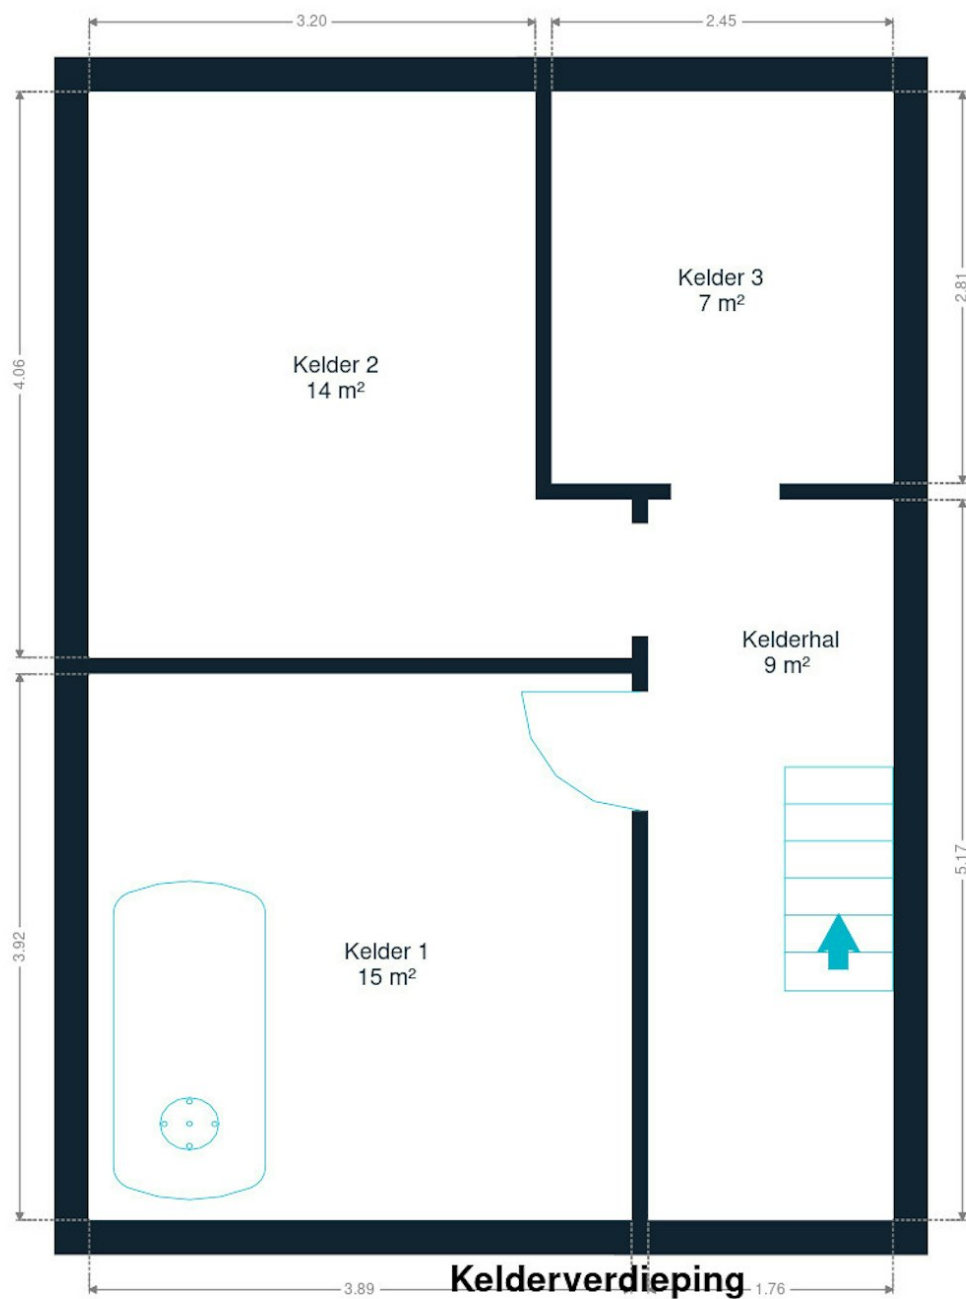 3.20
2.45
Kelder 3
7 m²
2.81
Kelder 2
14 m²
4.06
Kelderhal
9 m²
5.17
Kelder 1
15 m²
3.92
3.89
Kelderverdieping
1.76